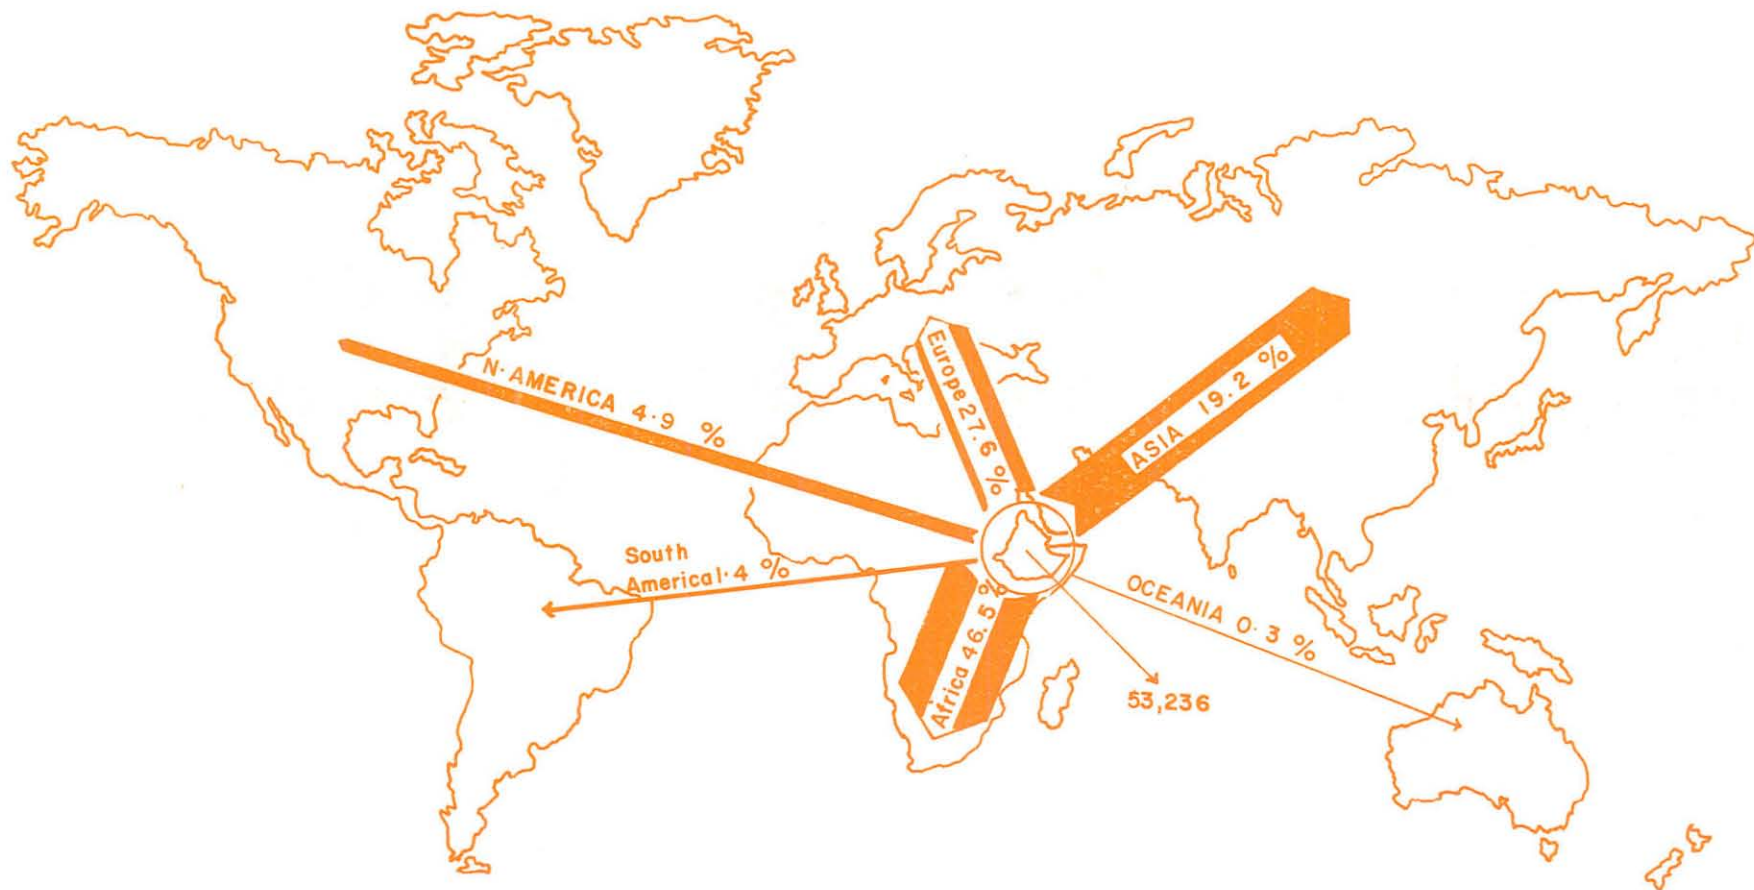 N·AMERICA 4·9 %
Europe 27.6 %
ASIA 19.2 %
South
America 1·4 %
Africa 46.5 %
OCEANIA 0·3 %
53,236